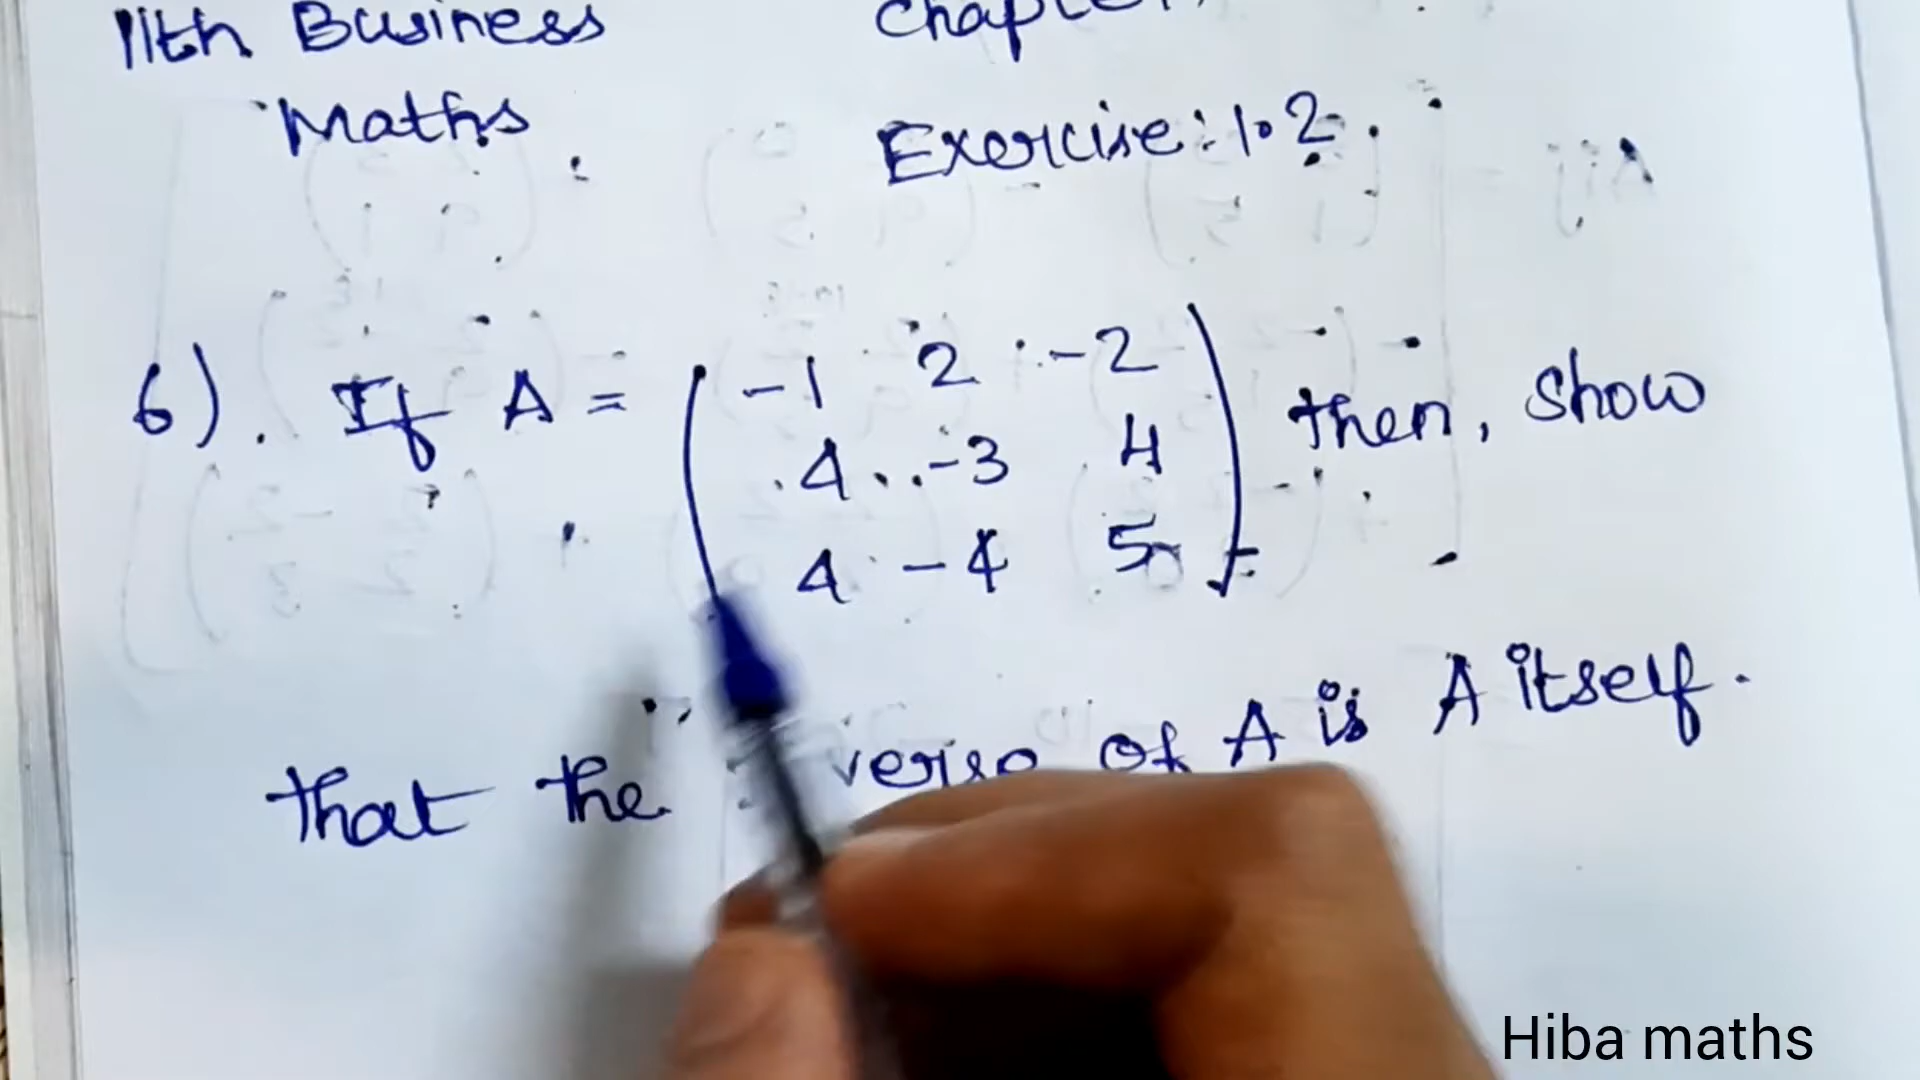 11th Business
Maths
Exercise: 1.2
6). If A = ( -1 2 -2 ) then, show
4 -3 4
4 -4 5
that the of A is A itself.
Hiba maths